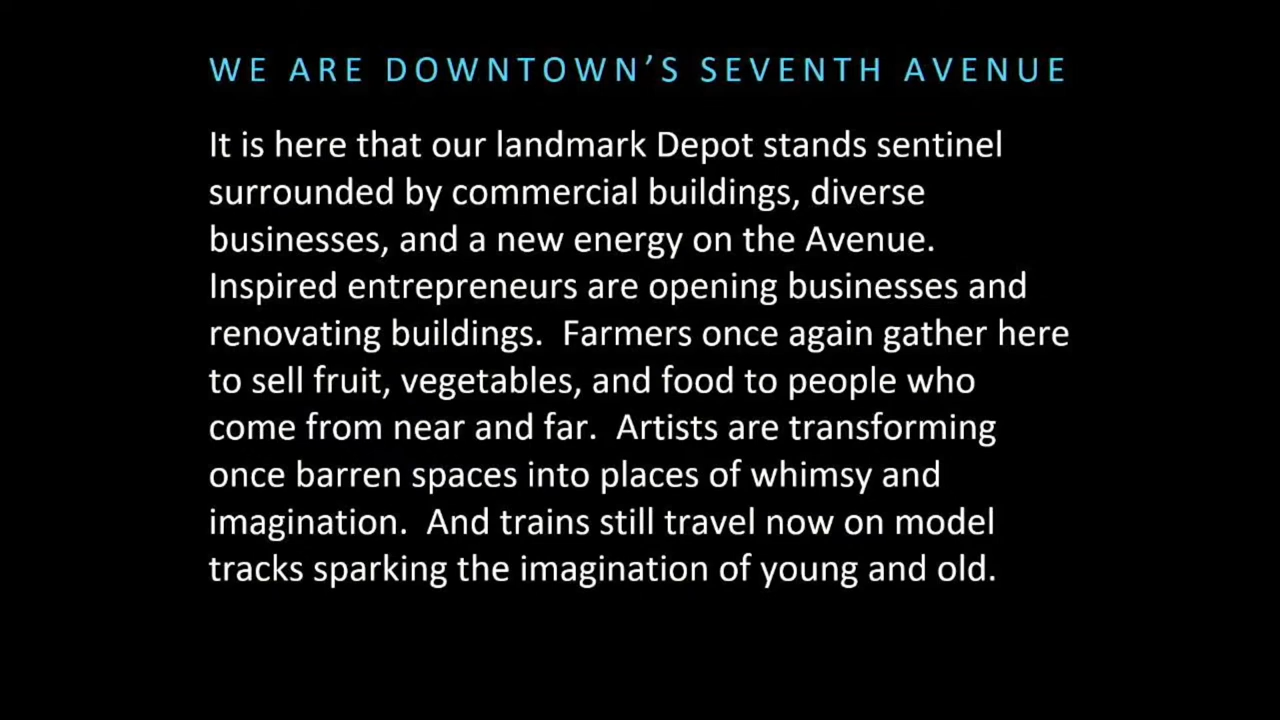 WE ARE DOWNTOWN’S SEVENTH AVENUE
It is here that our landmark Depot stands sentinel
surrounded by commercial buildings, diverse
businesses, and a new energy on the Avenue.
Inspired entrepreneurs are opening businesses and
renovating buildings.  Farmers once again gather here
to sell fruit, vegetables, and food to people who
come from near and far.  Artists are transforming
once barren spaces into places of whimsy and
imagination.  And trains still travel now on model
tracks sparking the imagination of young and old.